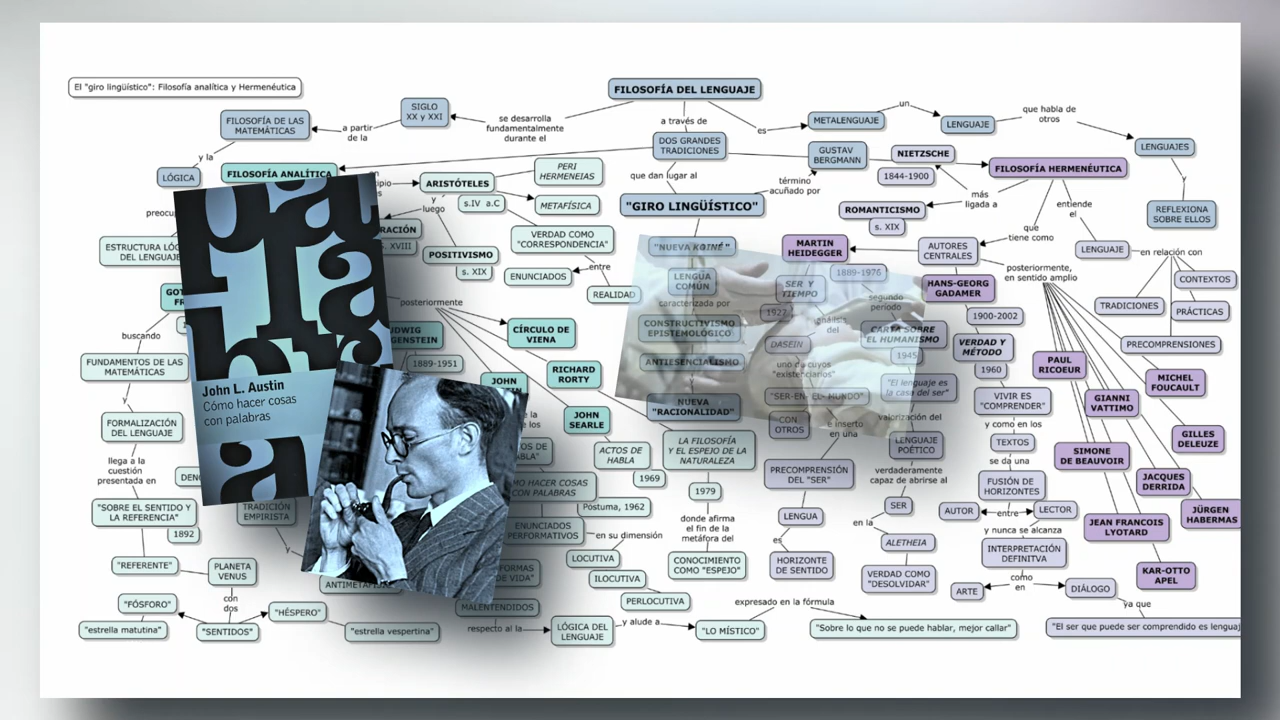 El "giro lingüístico": Filosofía analítica y Hermenéutica
FILOSOFÍA DEL LENGUAJE
SIGLO
XX y XXI
FILOSOFÍA DE LAS
MATEMÁTICAS
a partir
de la
se desarrolla
fundamentalmente
durante el
a través de
es
METALENGUAJE
un
LENGUAJE
que habla de
otros
LENGUAJES
y
REFLEXIONA
SOBRE ELLOS
y la
LÓGICA
FILOSOFÍA ANALÍTICA
DOS GRANDES
TRADICIONES
que dan lugar al
"GIRO LINGÜÍSTICO"
término
acuñado por
GUSTAV
BERGMANN
NIETZSCHE
1844-1900
FILOSOFÍA HERMENÉUTICA
más
ligada a
ROMANTICISMO
s. XIX
que
tiene como
entiende
el
LENGUAJE
en relación con
CONTEXTOS
TRADICIONES
PRÁCTICAS
PRECOMPRENSIONES
ARISTÓTELES
s.IV a.C
PERI
HERMENEIAS
METAFÍSICA
y
luego
XVIII
POSITIVISMO
s. XIX
VERDAD COMO
"CORRESPONDENCIA"
entre
ENUNCIADOS
REALIDAD
ESTRUCTURA
DEL
posteriormente
buscando
FUNDAMENTOS DE LAS
MATEMÁTICAS
FORMALIZACIÓN
DEL LENGUAJE
llega a la
cuestión
presentada en
"SOBRE EL SENTIDO Y
LA REFERENCIA"
1892
"REFERENTE"
PLANETA
VENUS
con
dos
"FÓSFORO"
"HÉSPERO"
"estrella matutina"
"SENTIDOS"
"estrella vespertina"
John L. Austin
Cómo hacer cosas
con palabras
TRADICIÓN
EMPIRISTA
y
1889-1951
CÍRCULO DE
VIENA
RICHARD
RORTY
JOHN
JOHN
SEARLE
ACTOS DE
HABLA
1969
CON PALABRAS
Póstuma, 1962
ENUNCIADOS
PERFORMATIVOS
en su dimensión
LOCUTIVA
ILOCUTIVA
PERLOCUTIVA
MALENTENDIDOS
respecto al la
LÓGICA DEL
LENGUAJE
y alude a
"LO MÍSTICO"
expresado en la fórmula
"Sobre lo que no se puede hablar, mejor callar"
"NUEVA KOINÉ"
LENGUA
COMÚN
caracterizada por
CONSTRUCTIVISMO
EPISTEMOLÓGICO
ANTIESENCIALISMO
NUEVA
"RACIONALIDAD"
LA FILOSOFÍA
Y EL ESPEJO DE LA
NATURALEZA
1979
donde afirma
el fin de la
metáfora del
CONOCIMIENTO
COMO "ESPEJO"
MARTIN
HEIDEGGER
1889-1976
SER Y
TIEMPO
1927
análisis
del
DASEIN
uno de cuyos
"existenciarios"
"SER-EN-EL-MUNDO"
CON
OTROS
e inserto
en una
PRECOMPRENSIÓN
DEL "SER"
LENGUA
es
HORIZONTE
DE SENTIDO
segundo
periodo
CARTA SOBRE
EL HUMANISMO
1945
"El lenguaje es
la casa del ser"
valorización del
LENGUAJE
POÉTICO
verdaderamente
capaz de abrirse al
SER
en la
ALETHEIA
VERDAD COMO
"DESOLVIDAR"
AUTORES
CENTRALES
HANS-GEORG
GADAMER
1900-2002
VERDAD Y
MÉTODO
1960
VIVIR ES
"COMPRENDER"
y como en los
TEXTOS
se da una
FUSIÓN DE
HORIZONTES
AUTOR
entre
LECTOR
y nunca se alcanza
INTERPRETACIÓN
DEFINITVA
como
en
ARTE
DIÁLOGO
ya que
"El ser que puede ser comprendido es lenguaj
posteriormente,
en sentido amplio
PAUL
RICOEUR
MICHEL
FOUCAULT
GIANNI
VATTIMO
GILLES
DELEUZE
SIMONE
DE BEAUVOIR
JACQUES
DERRIDA
JÜRGEN
HABERMAS
JEAN FRANCOIS
LYOTARD
KAR-OTTO
APEL